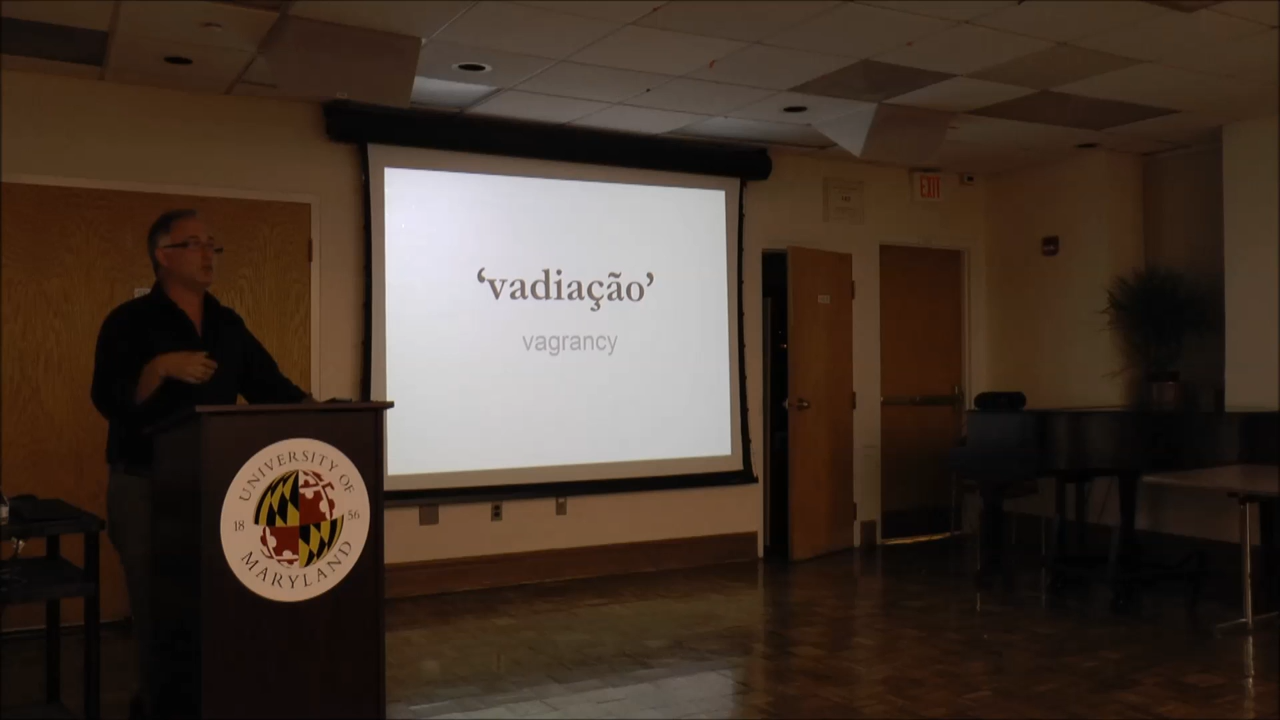 ‘vadiação’
vagrancy
EXIT
UNIVERSITY OF
18 56
MARYLAND